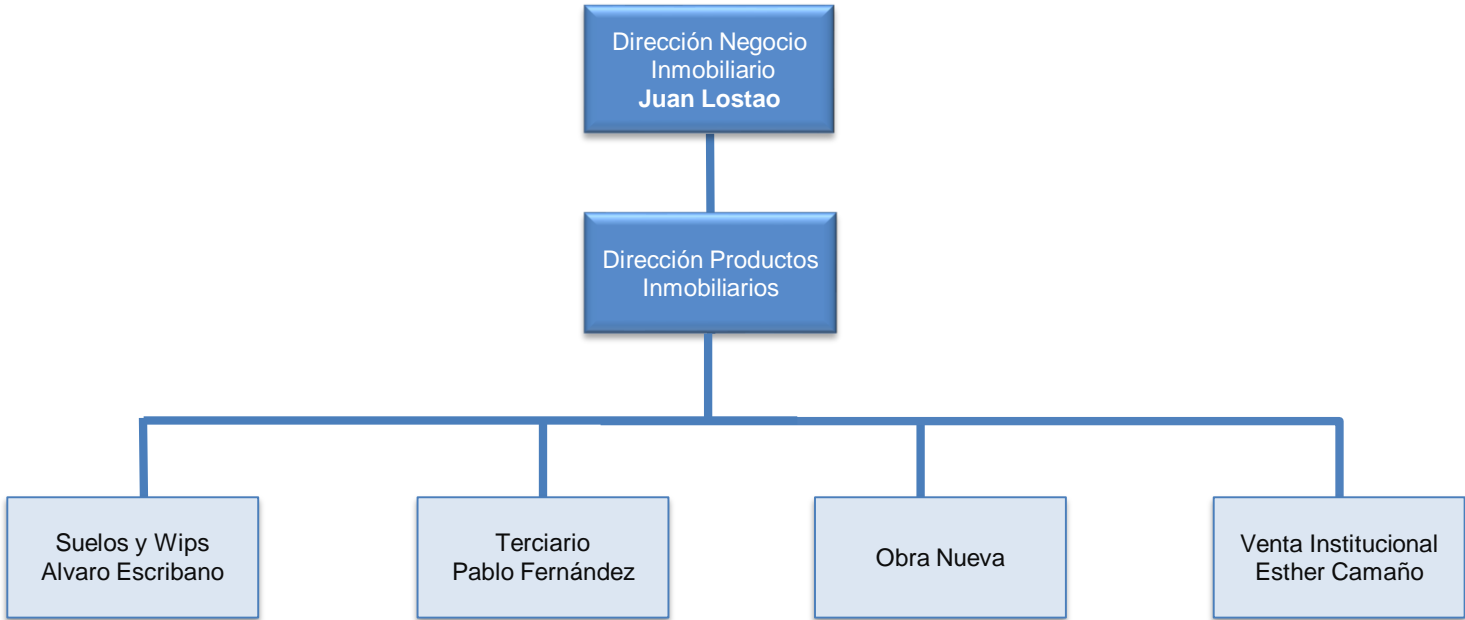 Dirección Negocio
Inmobiliario
Juan Lostao
Dirección Productos
Inmobiliarios
Suelos y Wips
Alvaro Escribano
Terciario
Pablo Fernández
Obra Nueva
Venta Institucional
Esther Camaño